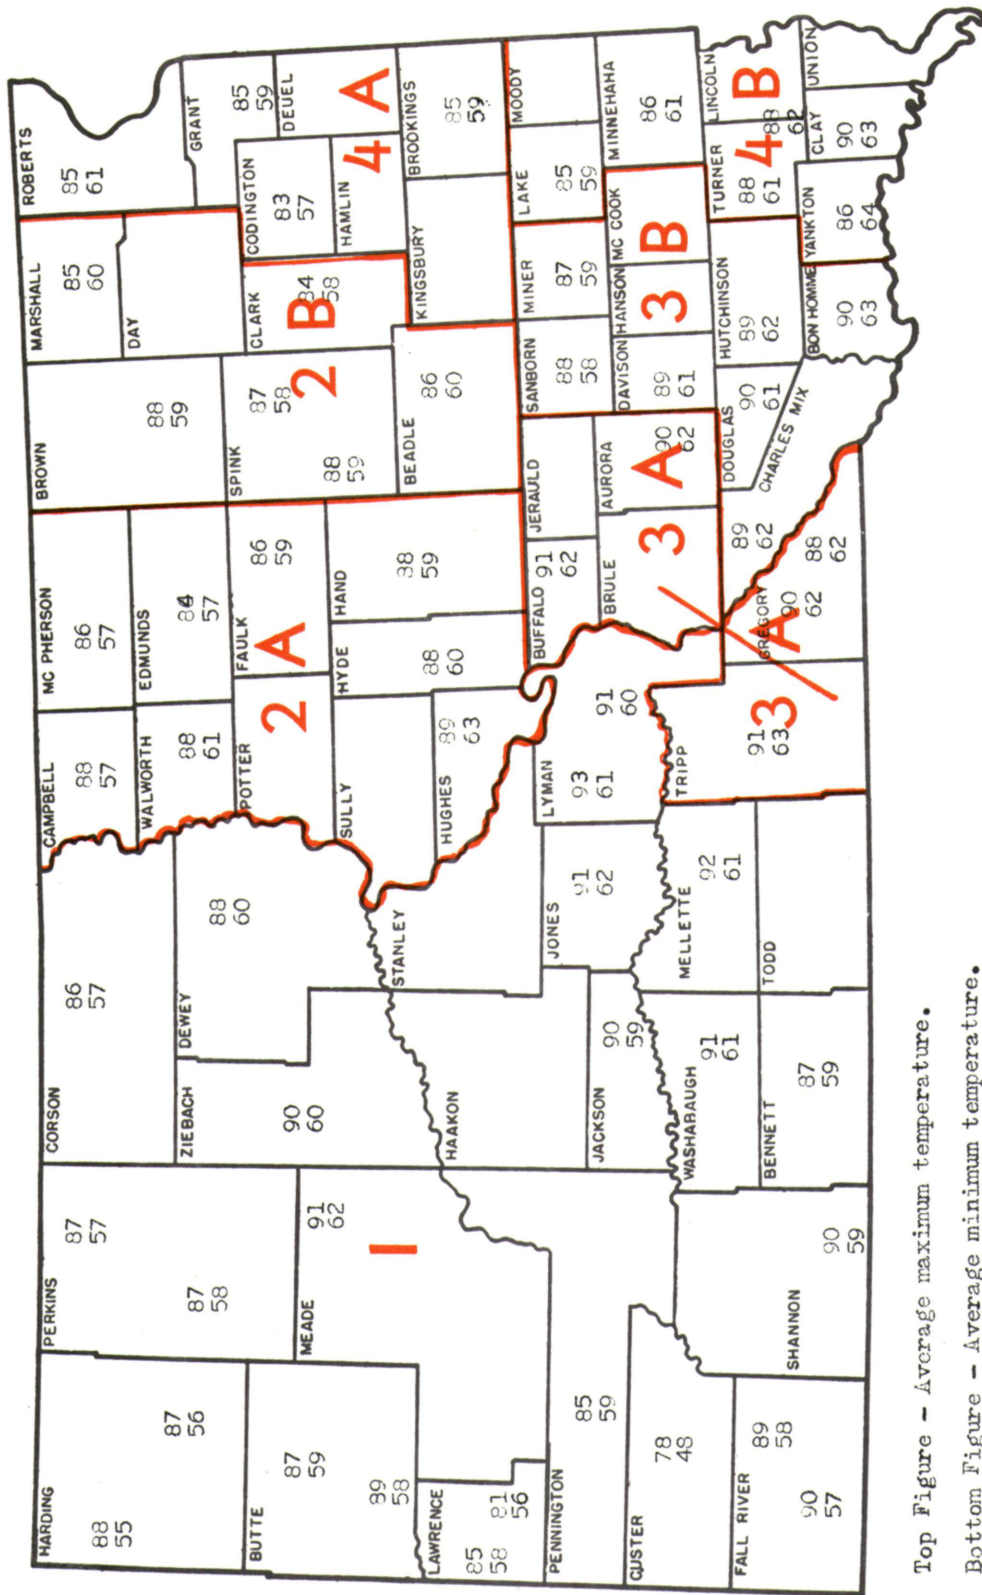 HARDING
88
55
87
56
PERKINS
87
57
87
58
CORSON
86
57
CAMPBELL
88
57
MC PHERSON
86
57
BROWN
88
59
MARSHALL
85
60
ROBERTS
85
61
BUTTE
87
59
89
58
MEADE
91
62
1
ZIEBACH
90
60
DEWEY
88
60
WALWORTH
88
61
EDMUNDS
84
57
DAY
GRANT
85
59
POTTER
2 A
FAULK
86
59
SPINK
87
58
88
59
2 B
CLARK
84
58
CODINGTON
83
57
DEUEL
HAMLIN
4 A
LAWRENCE
85
58
81
56
HAAKON
STANLEY
SULLY
HUGHES
89
63
HYDE
88
60
HAND
88
59
BEADLE
86
60
KINGSBURY
BROOKINGS
85
59
PENNINGTON
85
59
JACKSON
90
59
JONES
91
62
LYMAN
93
61
91
60
BUFFALO
91
62
JERAULD
BRULE
3 A
AURORA
90
62
SANBORN
88
58
MINER
87
59
LAKE
85
59
MOODY
CUSTER
78
48
WASHABAUGH
91
61
MELLETTE
92
61
TRIPP
91
63
3 A
GREGORY
90
62
88
62
DAVISON
89
61
HANSON
3 B
MC COOK
MINNEHAHA
86
61
FALL RIVER
89
58
90
57
SHANNON
90
59
BENNETT
87
59
TODD
CHARLES MIX
89
62
DOUGLAS
90
61
HUTCHINSON
89
62
TURNER
88
61
4 B
LINCOLN
88
62
BON HOMME
90
63
YANKTON
86
64
CLAY
90
63
UNION
Top Figure - Average maximum temperature.
Bottom Figure - Average minimum temperature.